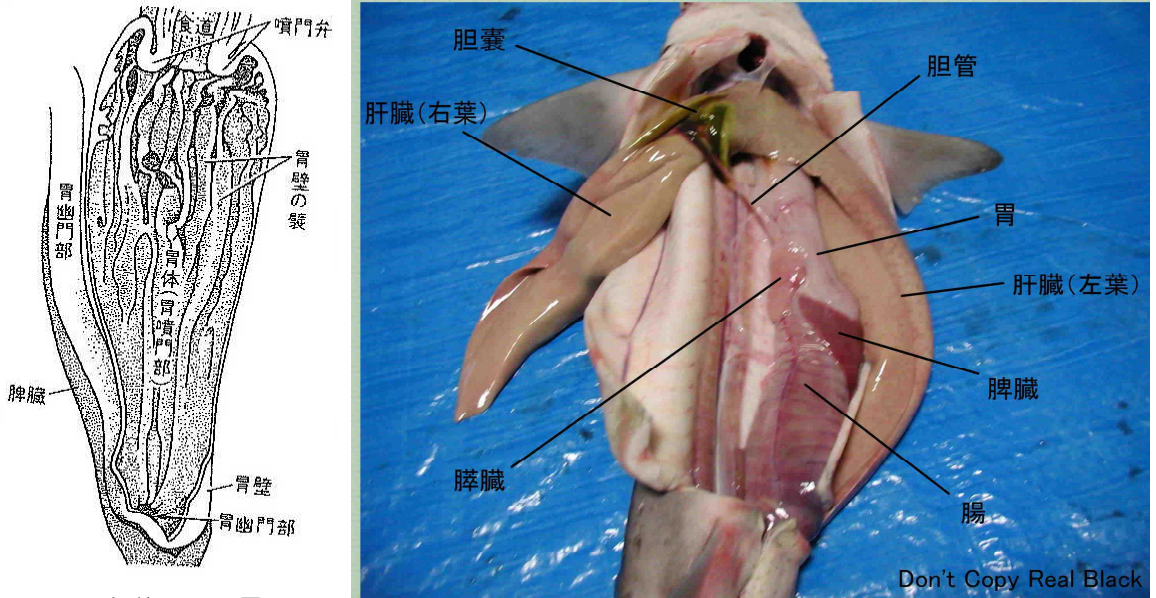 食道
噴門弁
胃壁の襞
胃幽門部
胃体(胃噴門部)
脾臓
胃壁
胃幽門部
胆嚢
胆管
肝臓(右葉)
胃
肝臓(左葉)
脾臓
膵臓
腸
Don't Copy Real Black